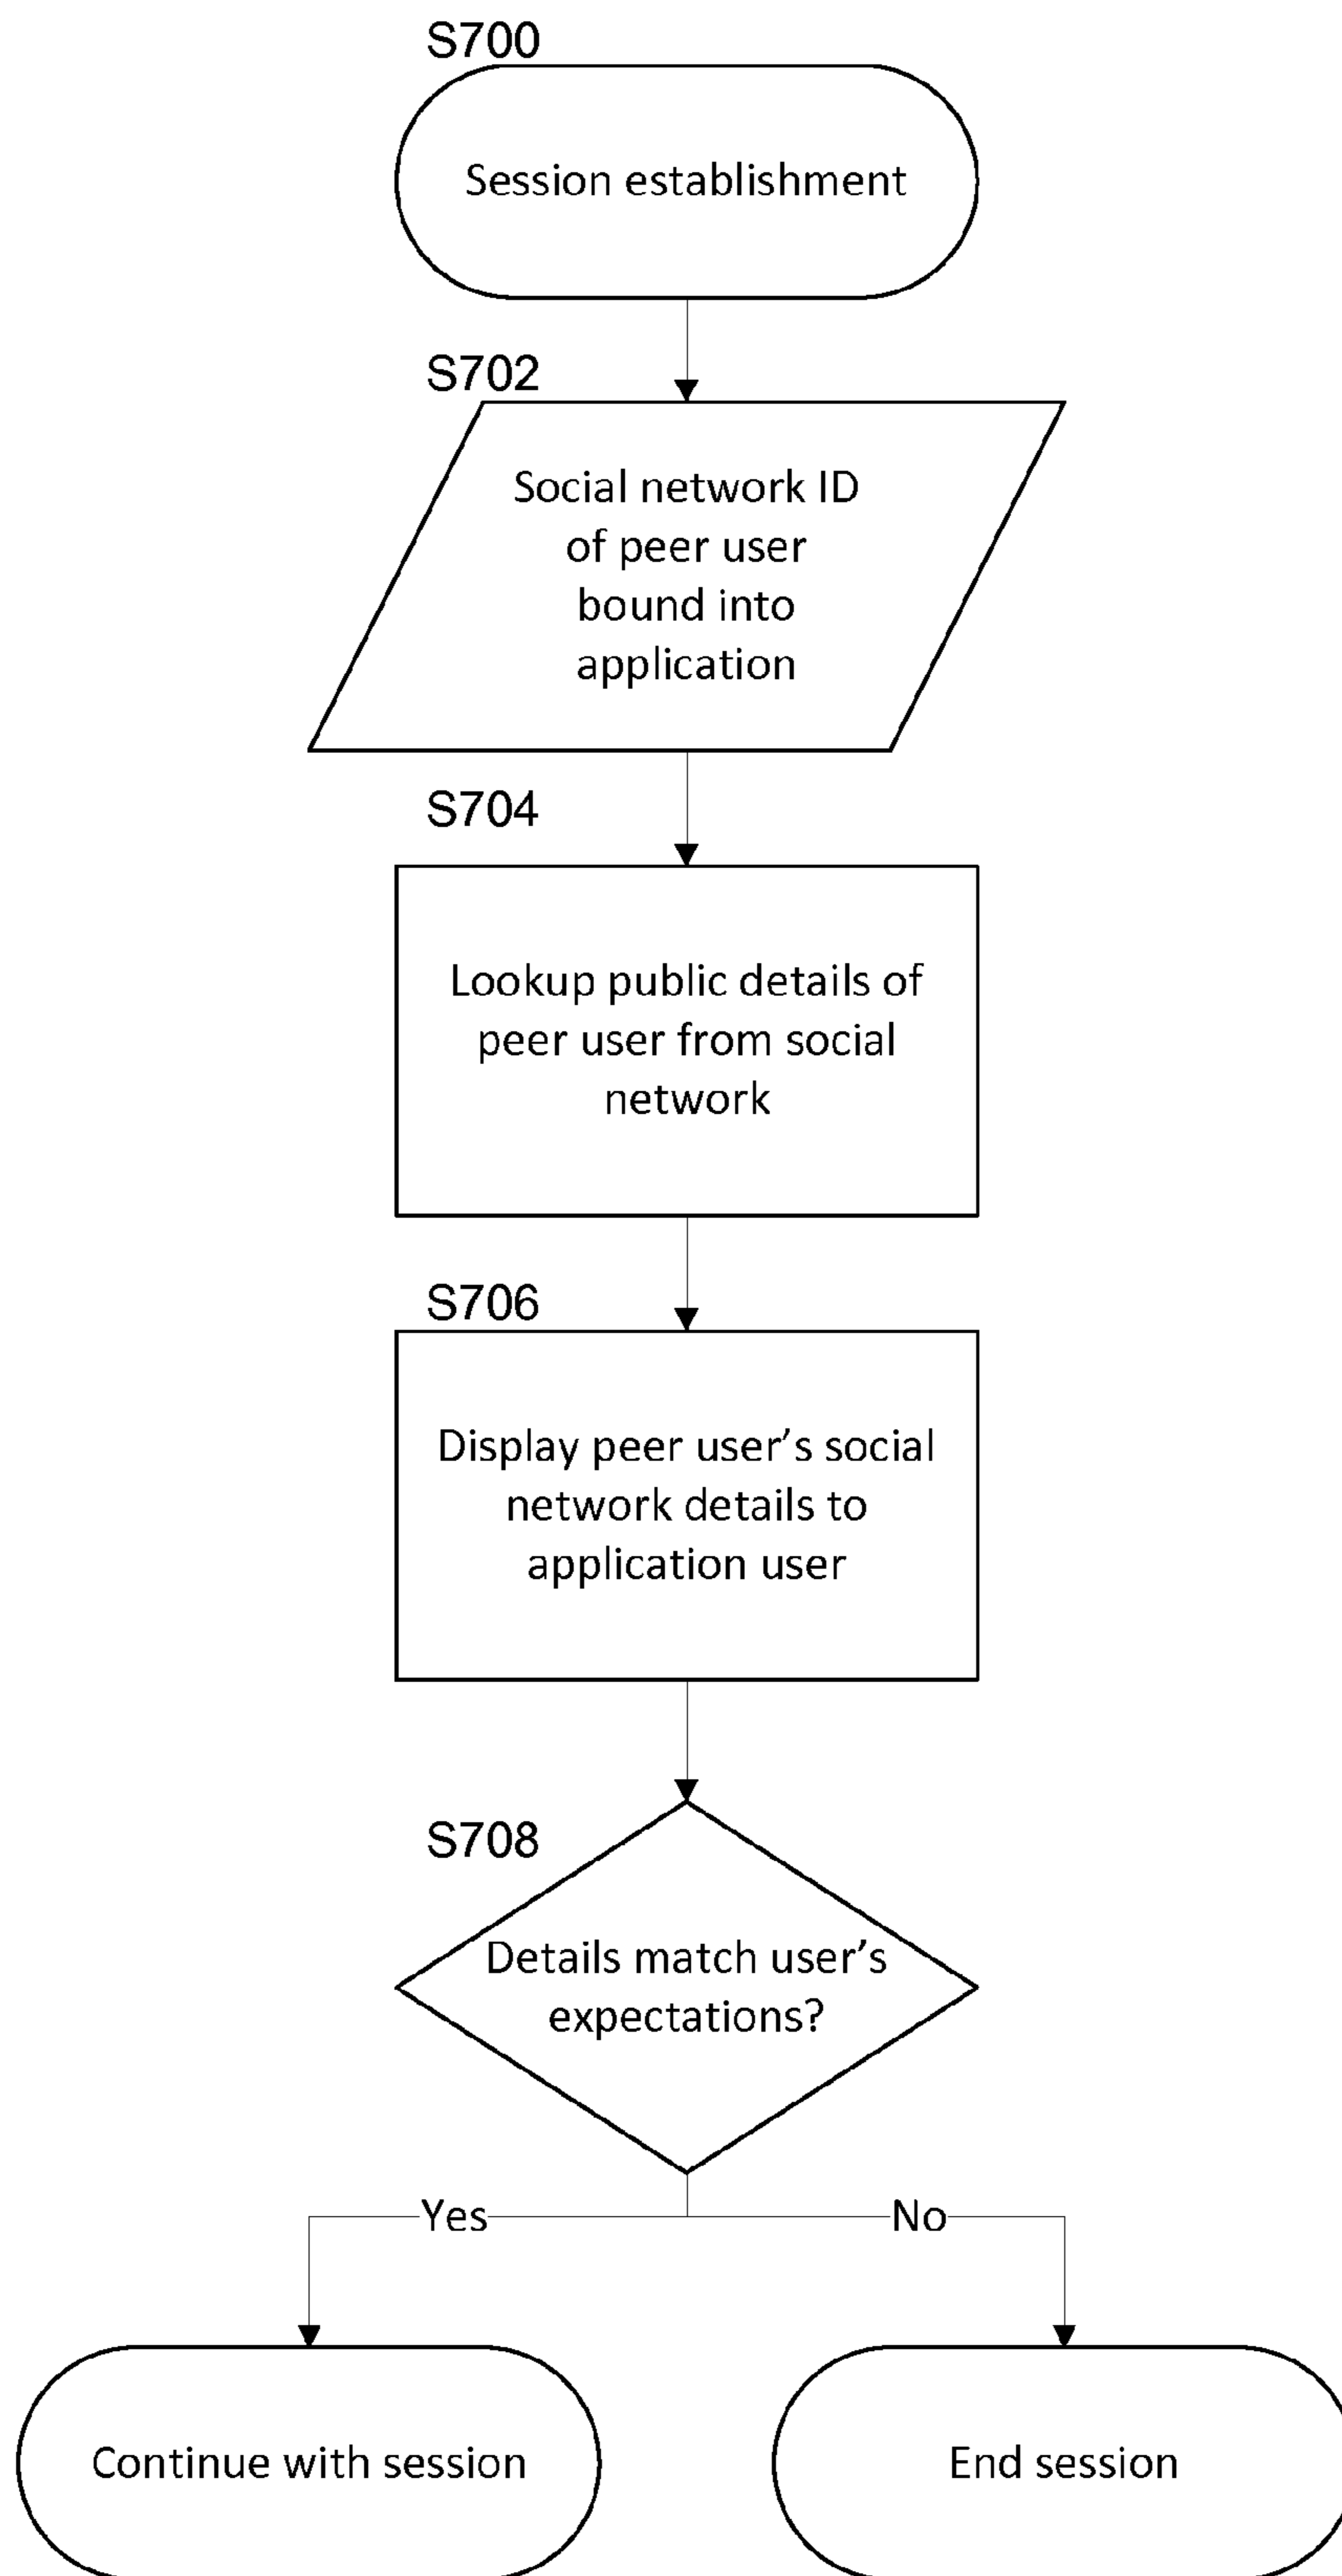 S700
Session establishment
S702
Social network ID
of peer user
bound into
application
S704
Lookup public details of
peer user from social
network
S706
Display peer user’s social
network details to
application user
S708
Details match user’s
expectations?
Yes
No
Continue with session
End session